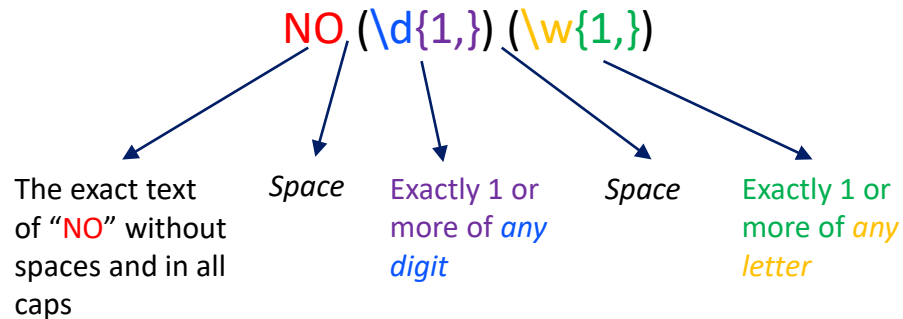 NO (\d{1,}) (\w{1,})
The exact text
of “NO” without
spaces and in all
caps
Space
Exactly 1 or
more of any
digit
Space
Exactly 1 or
more of any
letter